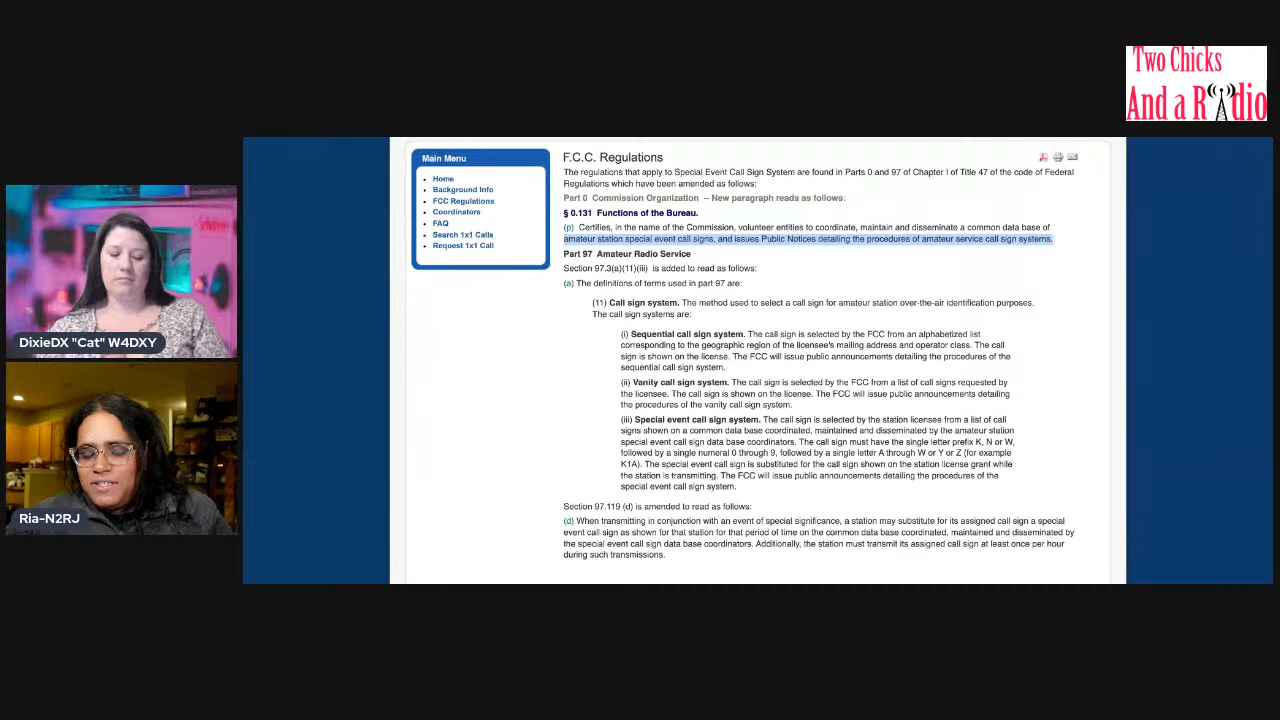 Two Chicks
And a Radio
Main Menu
Home
Background Info
FCC Regulations
Coordinators
FAQ
Search 1x1 Calls
Request 1x1 Call
F.C.C. Regulations
The regulations that apply to Special Event Call Sign System are found in Parts 0 and 97 of Chapter I of Title 47 of the code of Federal
Regulations which have been amended as follows:
Part 0 Commission Organization -- New paragraph reads as follows.
§ 0.131 Functions of the Bureau.
(p) Certifies, in the name of the Commission, volunteer entities to coordinate, maintain and disseminate a common data base of
amateur station special event call signs, and issues Public Notices detailing the procedures of amateur service call sign systems.
Part 97 Amateur Radio Service
Section 97.3(a)(11)(iii) is added to read as follows:
(a) The definitions of terms used in part 97 are:
(11) Call sign system. The method used to select a call sign for amateur station over-the-air identification purposes.
The call sign systems are:
(i) Sequential call sign system. The call sign is selected by the FCC from an alphabetized list
corresponding to the geographic region of the licensee's mailing address and operator class. The call
sign is shown on the license. The FCC will issue public announcements detailing the procedures of the
sequential call sign system.
(ii) Vanity call sign system. The call sign is selected by the FCC from a list of call signs requested by
the licensee. The call sign is shown on the license. The FCC will issue public announcements detailing
the procedures of the vanity call sign system.
(iii) Special event call sign system. The call sign is selected by the station licensee from a list of call
signs shown on a common data base coordinated, maintained and disseminated by the amateur station
special event call sign data base coordinators. The call sign must have the single letter prefix K, N or W,
followed by a single numeral 0 through 9, followed by a single letter A through W or Y or Z (for example
K1A). The special event call sign is substituted for the call sign shown on the station license grant while
the station is transmitting. The FCC will issue public announcements detailing the procedures of the
special event call sign system.
Section 97.119 (d) is amended to read as follows:
(d) When transmitting in conjunction with an event of special significance, a station may substitute for its assigned call sign a special
event call sign as shown for that station for that period of time on the common data base coordinated, maintained and disseminated by
the special event call sign data base coordinators. Additionally, the station must transmit its assigned call sign at least once per hour
during such transmissions.
DixieDX "Cat" W4DXY
Ria-N2RJ